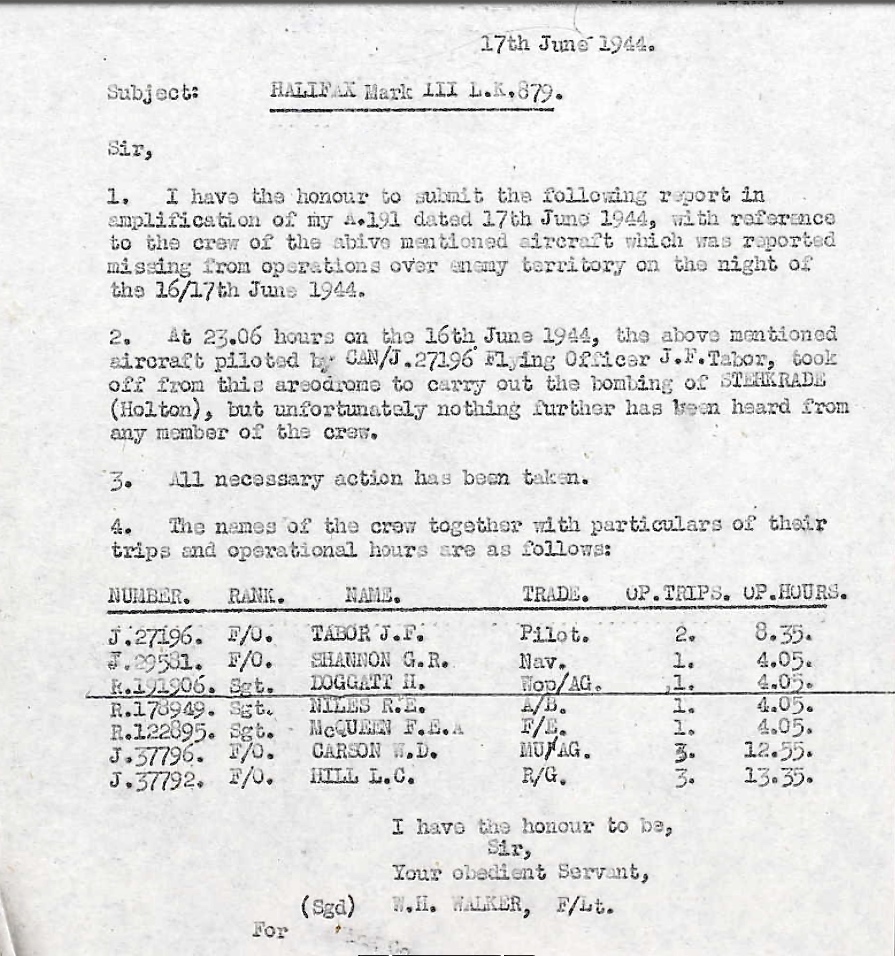 17th June 1944.
Subject: HALIFAX Mark III L.K.879.
Sir,
1. I have the honour to submit the following report in
amplification of my A.191 dated 17th June 1944, with reference
to the crew of the abive mentioned aircraft which was reported
missing from operations over enemy territory on the night of
the 16/17th June 1944.
2. At 23.06 hours on the 16th June 1944, the above mentioned
aircraft piloted by CAN/J.27196 Flying Officer J.F.Tabor, took
off from this areodrome to carry out the bombing of STEHKRADE
(Holton), but unfortunately nothing further has been heard from
any member of the crew.
3. All necessary action has been taken.
4. The names of the crew together with particulars of their
trips and operational hours are as follows:
NUMBER. RANK. NAME. TRADE. OP.TRIPS. OP.HOURS.
J.27196. F/O. TABOR J.F. Pilot. 2. 8.35.
J.29581. F/O. SHANNON G.R. Nav. 1. 4.05.
R.191906. Sgt. DOGGATT H. Wop/AG. 1. 4.05.
R.178949. Sgt. NILES R.E. A/B. 1. 4.05.
R.122895. Sgt. McQUEEN F.E.A F/E. 1. 4.05.
J.37796. F/O. CARSON W.D. MU/AG. 3. 12.55.
J.37792. F/O. HILL L.C. R/G. 3. 13.35.
I have the honour to be,
Sir,
Your obedient Servant,
(Sgd) W.H. WALKER, F/Lt.
For